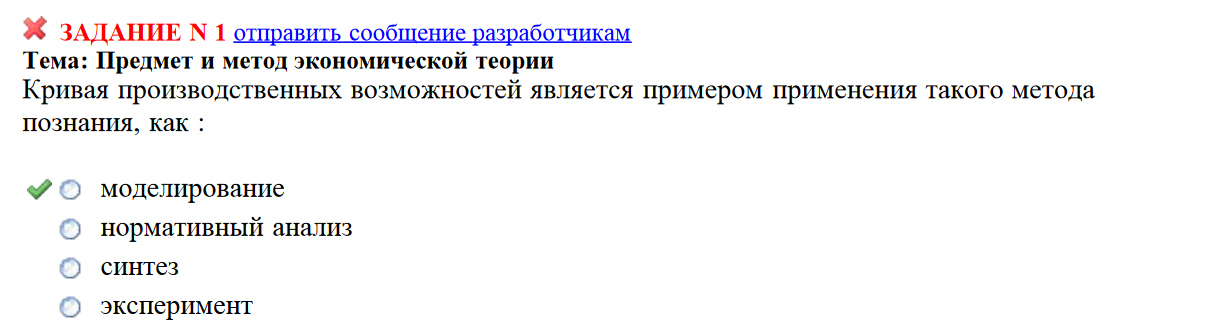 ЗАДАНИЕ N 1 отправить сообщение разработчикам
Тема: Предмет и метод экономической теории
Кривая производственных возможностей является примером применения такого метода
познания, как :
моделирование
нормативный анализ
синтез
эксперимент